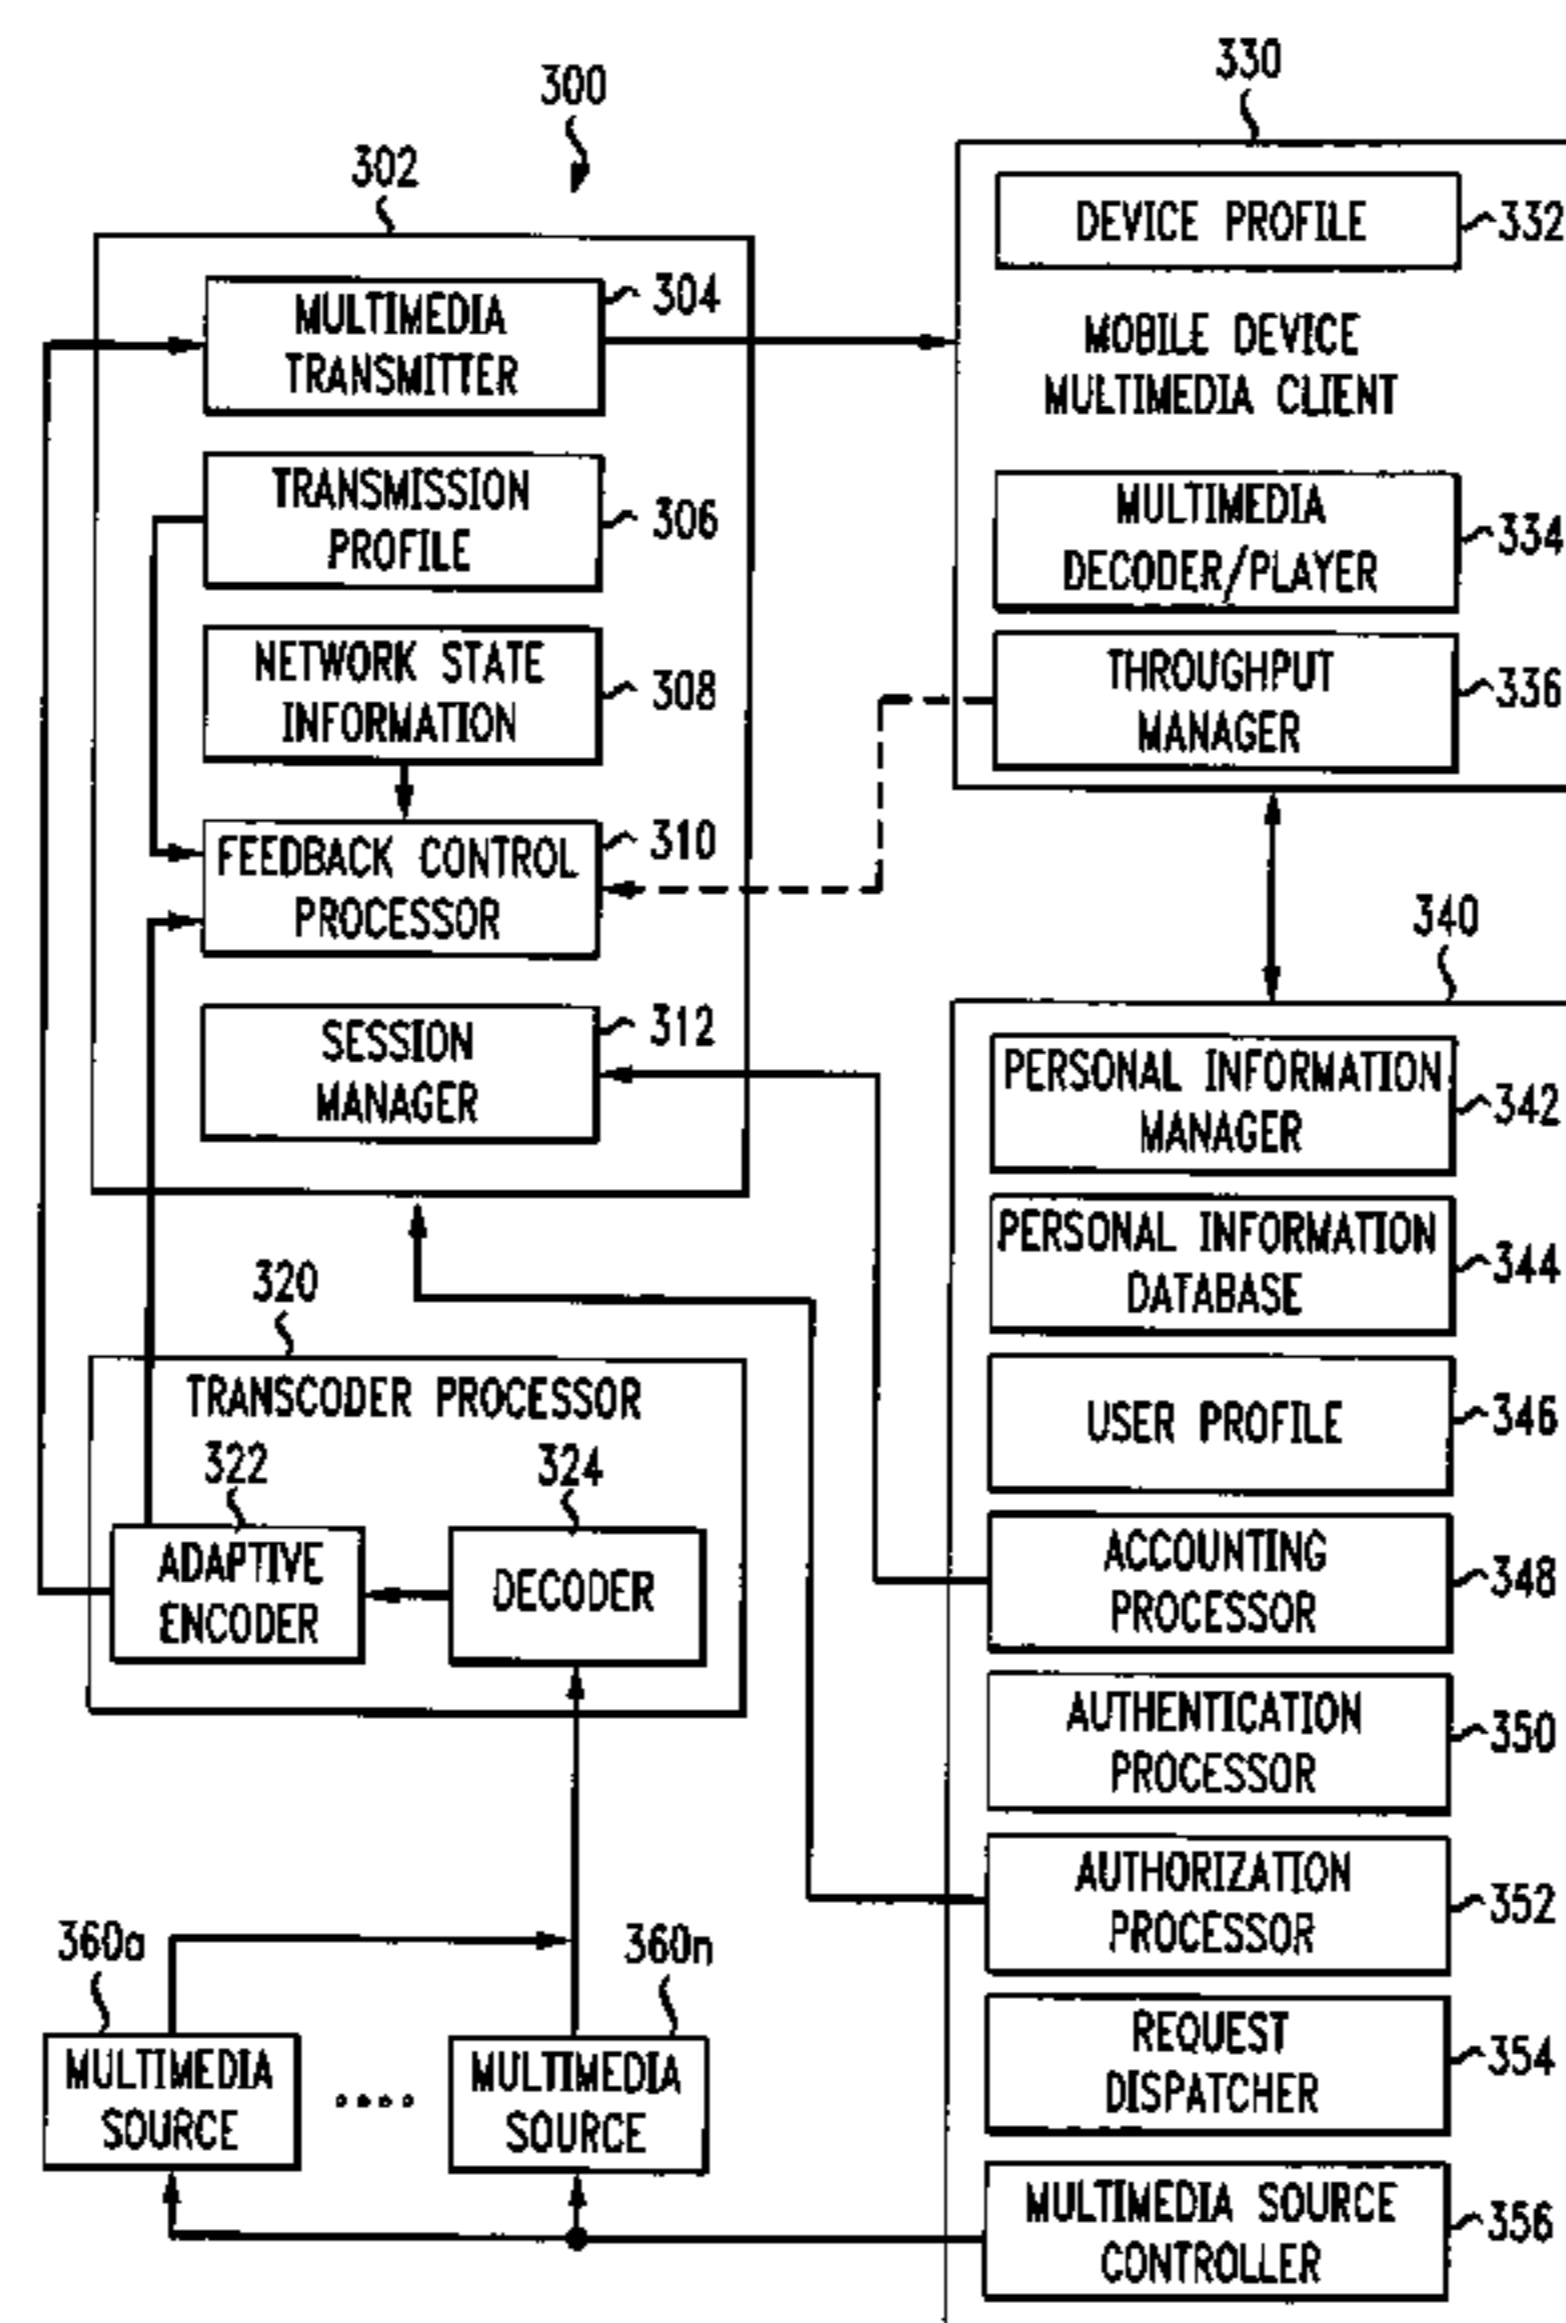 300
302
MULTIMEDIA
TRANSMITTER
304
TRANSMISSION
PROFILE
306
NETWORK STATE
INFORMATION
308
FEEDBACK CONTROL
PROCESSOR
310
SESSION
MANAGER
312
320
TRANSCODER PROCESSOR
322
ADAPTIVE
ENCODER
324
DECODER
360a
MULTIMEDIA
SOURCE
360n
MULTIMEDIA
SOURCE
330
DEVICE PROFILE
332
MOBILE DEVICE
MULTIMEDIA CLIENT
MULTIMEDIA
DECODER/PLAYER
334
THROUGHPUT
MANAGER
336
340
PERSONAL INFORMATION
MANAGER
342
PERSONAL INFORMATION
DATABASE
344
USER PROFILE
346
ACCOUNTING
PROCESSOR
348
AUTHENTICATION
PROCESSOR
350
AUTHORIZATION
PROCESSOR
352
REQUEST
DISPATCHER
354
MULTIMEDIA SOURCE
CONTROLLER
356